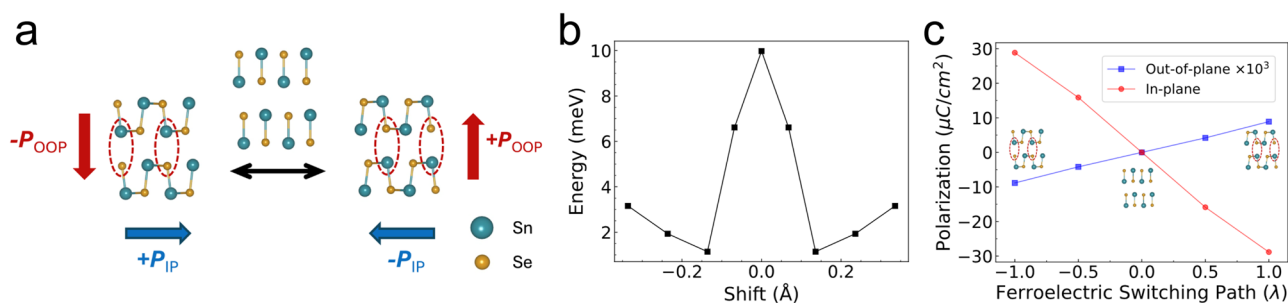 a
-P_OOP
+P_OOP
+P_IP
-P_IP
Sn
Se
b
Energy (meV)
10
8
6
4
2
−0.2
0.0
0.2
Shift (Å)
c
Polarization (μC/cm²)
30
20
10
0
−10
−20
−30
Out-of-plane ×10³
In-plane
−1.0
−0.5
0.0
0.5
1.0
Ferroelectric Switching Path (λ)